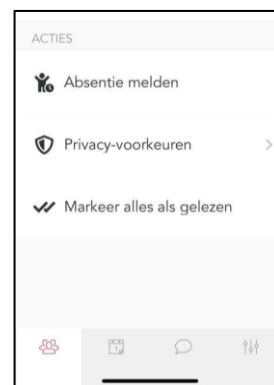 ACTIES
Absentie melden
Privacy-voorkeuren
Markeer alles als gelezen